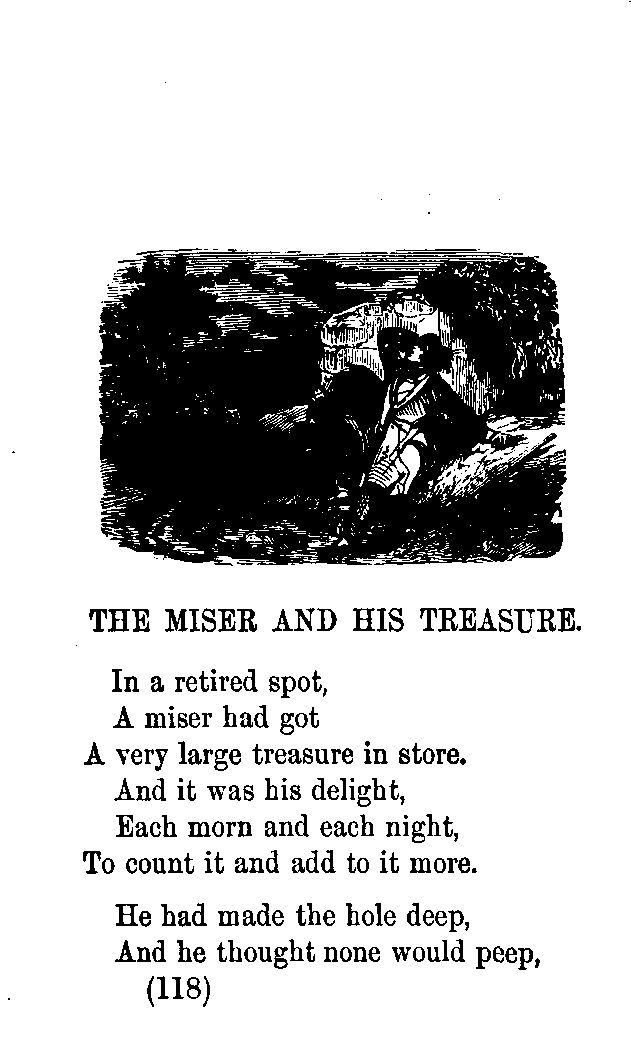 THE MISER AND HIS TREASURE.
In a retired spot,
A miser had got
A very large treasure in store.
And it was his delight,
Each morn and each night,
To count it and add to it more.
He had made the hole deep,
And he thought none would peep,
(118)